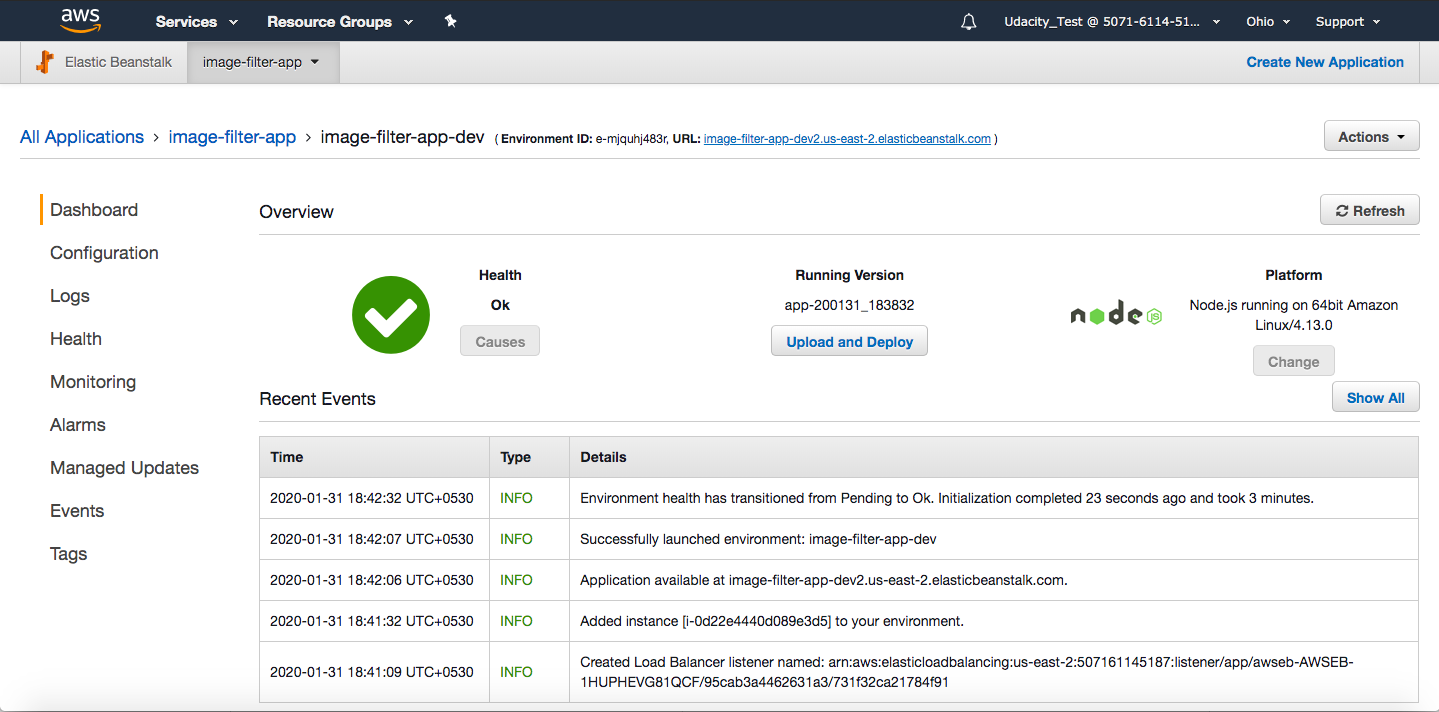 aws Services Resource Groups Udacity_Test @ 5071-6114-51... Ohio Support
Elastic Beanstalk image-filter-app Create New Application
All Applications › image-filter-app › image-filter-app-dev ( Environment ID: e-mjquhj483r, URL: image-filter-app-dev2.us-east-2.elasticbeanstalk.com ) Actions
Dashboard
Configuration
Logs
Health
Monitoring
Alarms
Managed Updates
Events
Tags
Overview Refresh
Health
Ok
Causes
Running Version
app-200131_183832
Upload and Deploy
node JS
Platform
Node.js running on 64bit Amazon
Linux/4.13.0
Change
Recent Events Show All
Time Type Details
2020-01-31 18:42:32 UTC+0530 INFO Environment health has transitioned from Pending to Ok. Initialization completed 23 seconds ago and took 3 minutes.
2020-01-31 18:42:07 UTC+0530 INFO Successfully launched environment: image-filter-app-dev
2020-01-31 18:42:06 UTC+0530 INFO Application available at image-filter-app-dev2.us-east-2.elasticbeanstalk.com.
2020-01-31 18:41:32 UTC+0530 INFO Added instance [i-0d22e4440d089e3d5] to your environment.
2020-01-31 18:41:09 UTC+0530 INFO Created Load Balancer listener named: arn:aws:elasticloadbalancing:us-east-2:507161145187:listener/app/awseb-AWSEB-
1HUPHEVG81QCF/95cab3a4462631a3/731f32ca21784f91